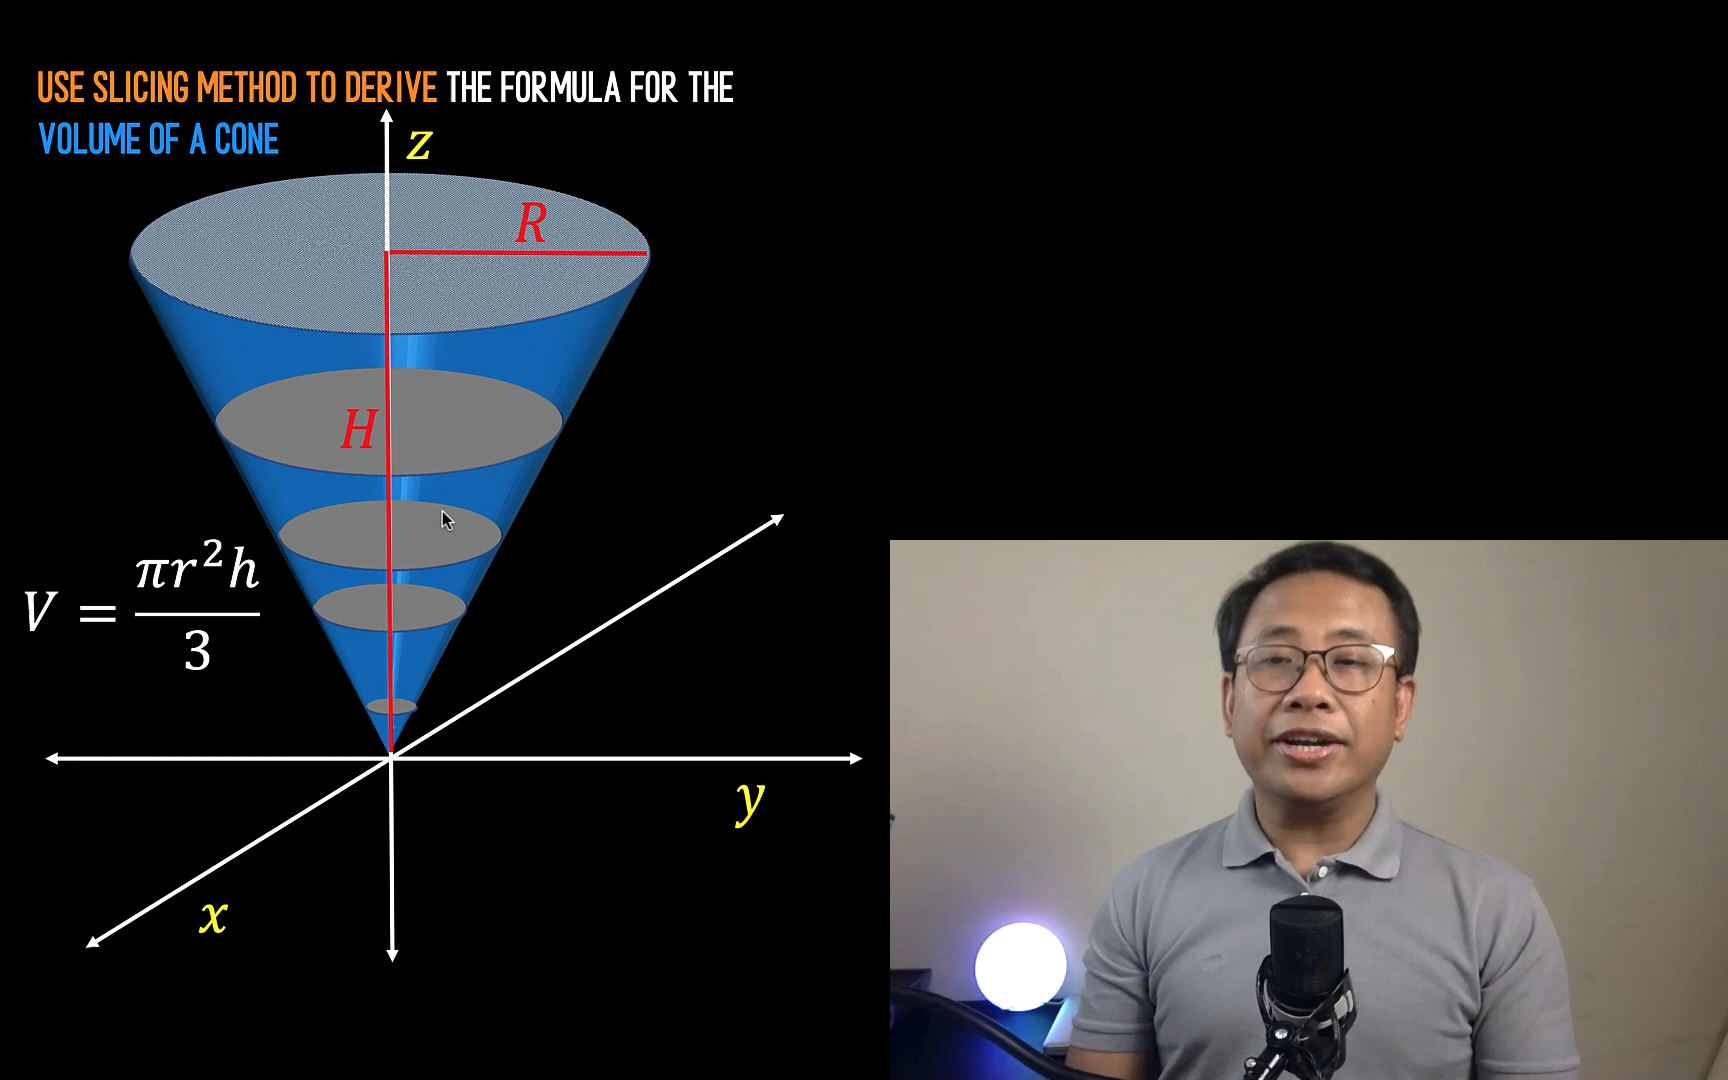 USE SLICING METHOD TO DERIVE THE FORMULA FOR THE
VOLUME OF A CONE
z
R
H
V = πr²h/3
y
x